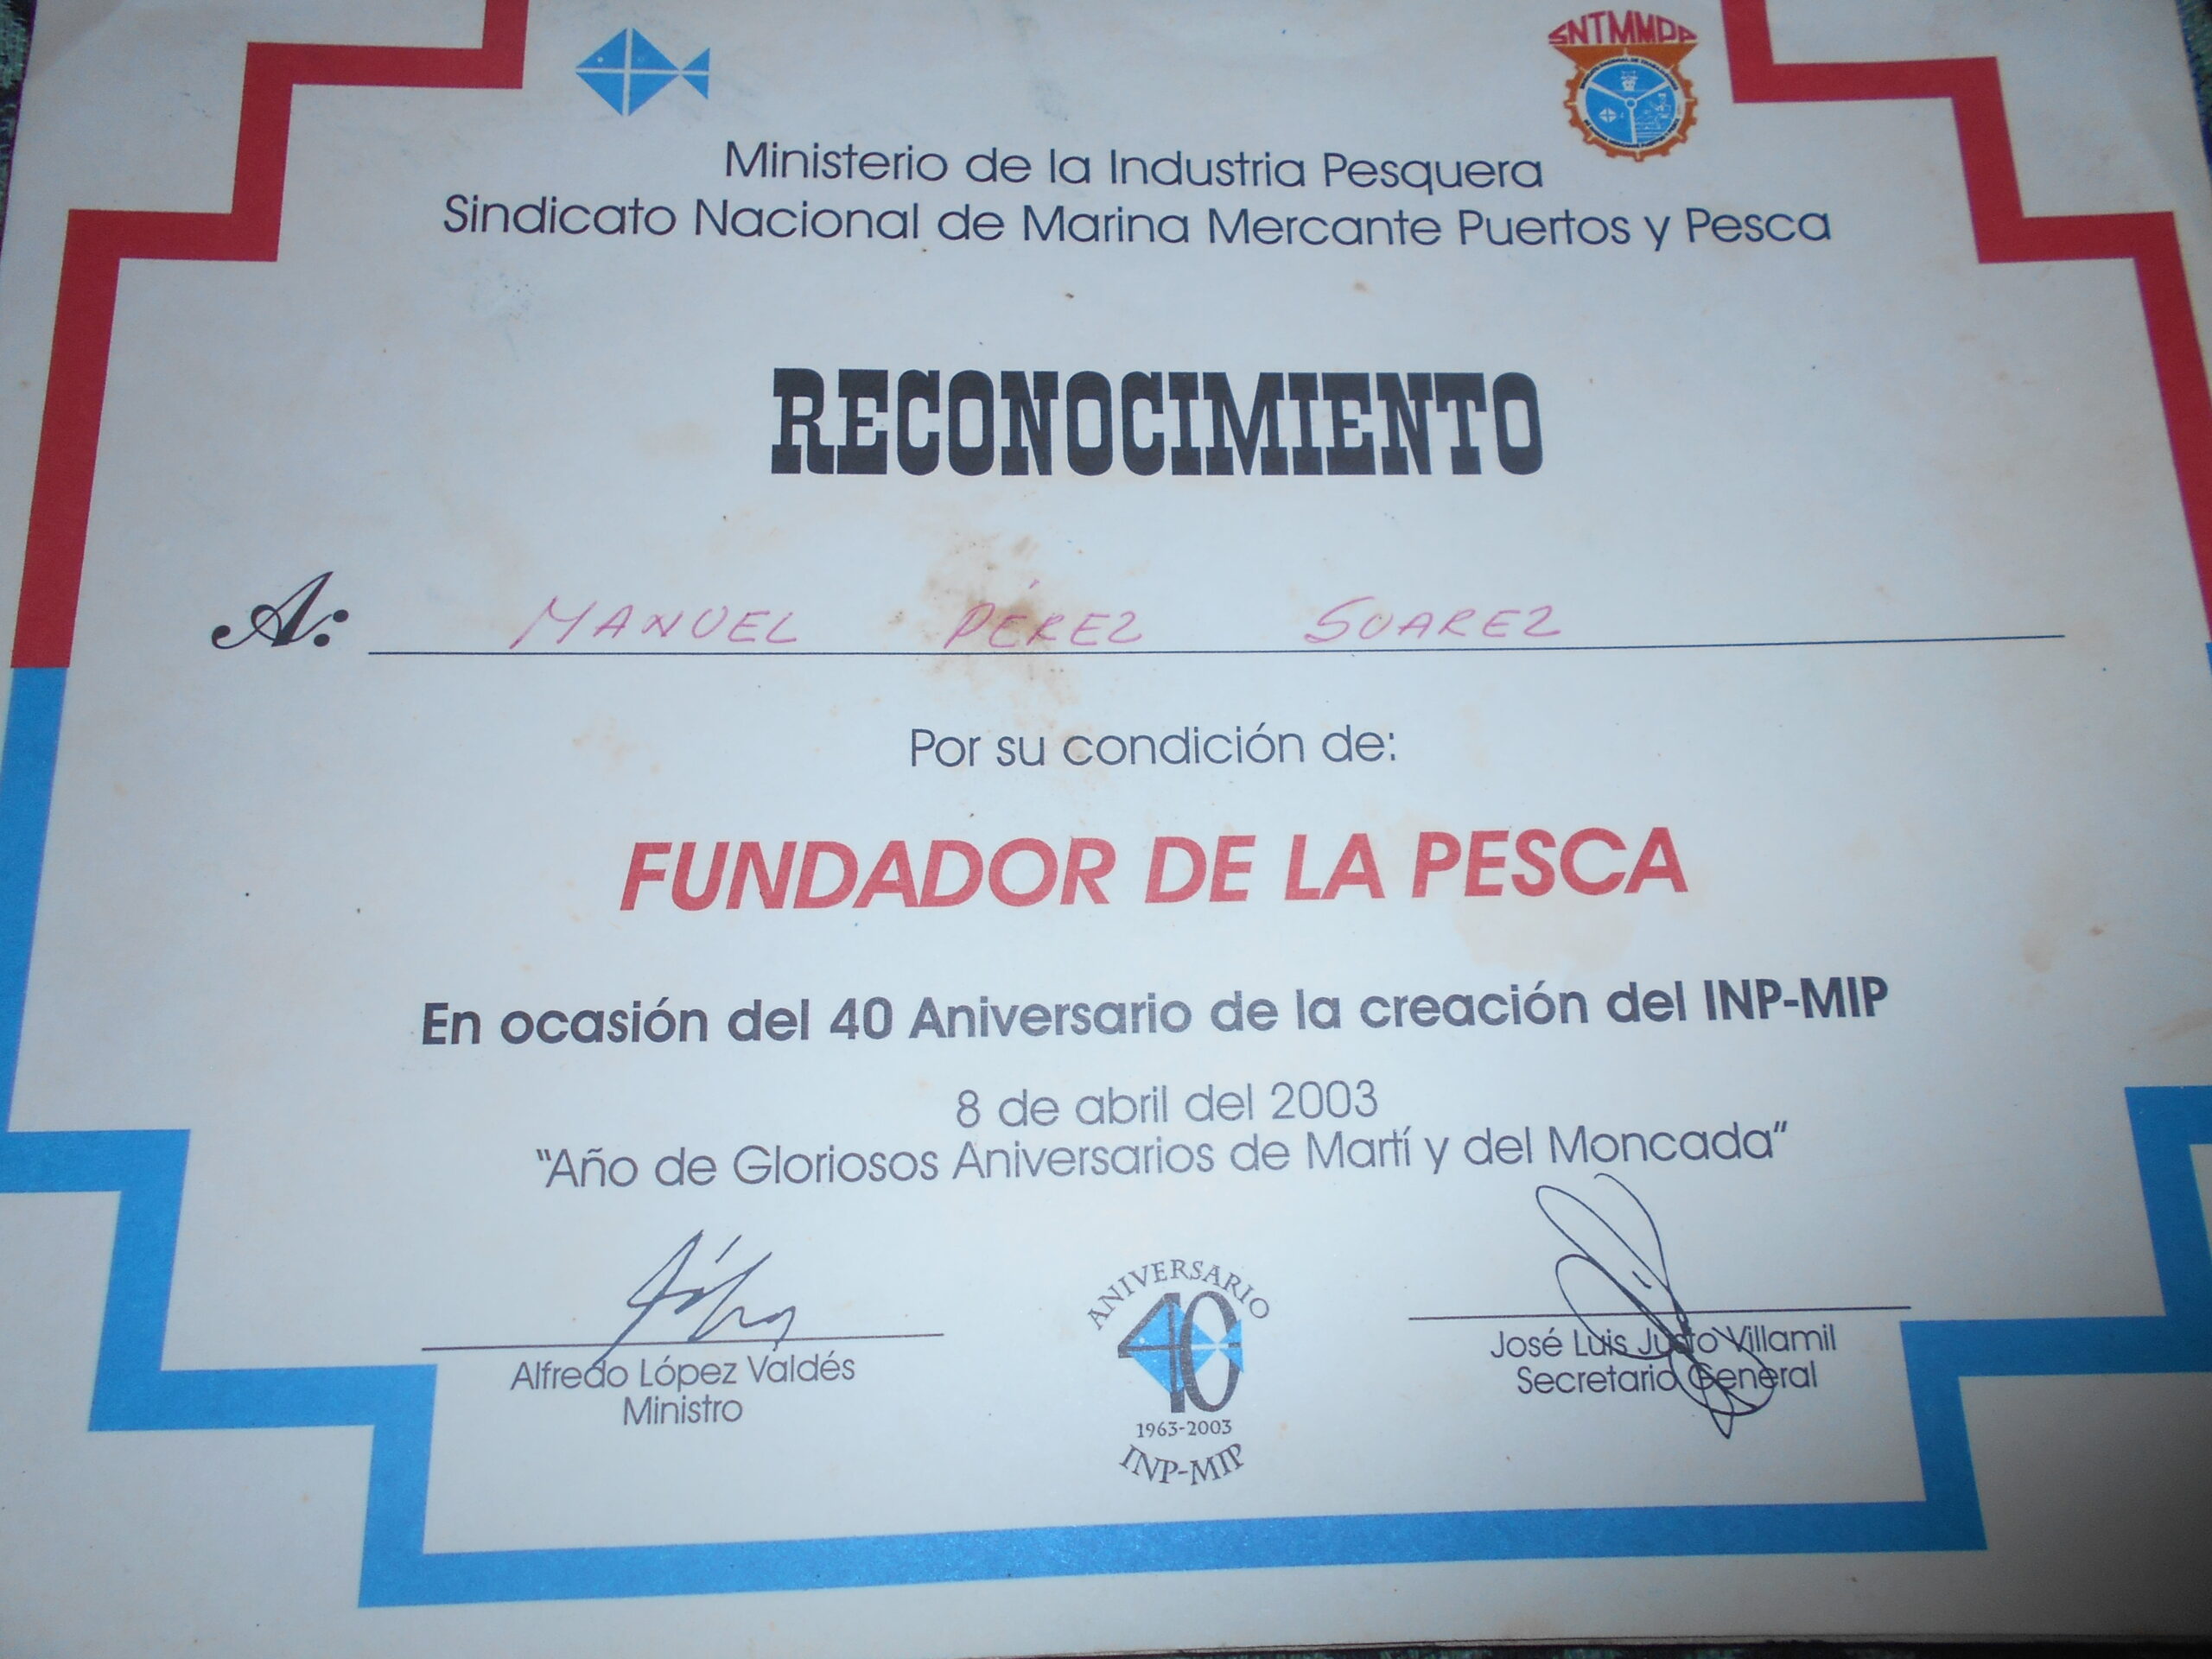 SNTMMPP
Ministerio de la Industria Pesquera
Sindicato Nacional de Marina Mercante Puertos y Pesca
RECONOCIMIENTO
A: MANUEL PÉREZ SUAREZ
Por su condición de:
FUNDADOR DE LA PESCA
En ocasión del 40 Aniversario de la creación del INP-MIP
8 de abril del 2003
"Año de Gloriosos Aniversarios de Martí y del Moncada"
Alfredo López Valdés
Ministro
ANIVERSARIO
40
1963-2003
INP-MIP
José Luis Justo Villamil
Secretario General